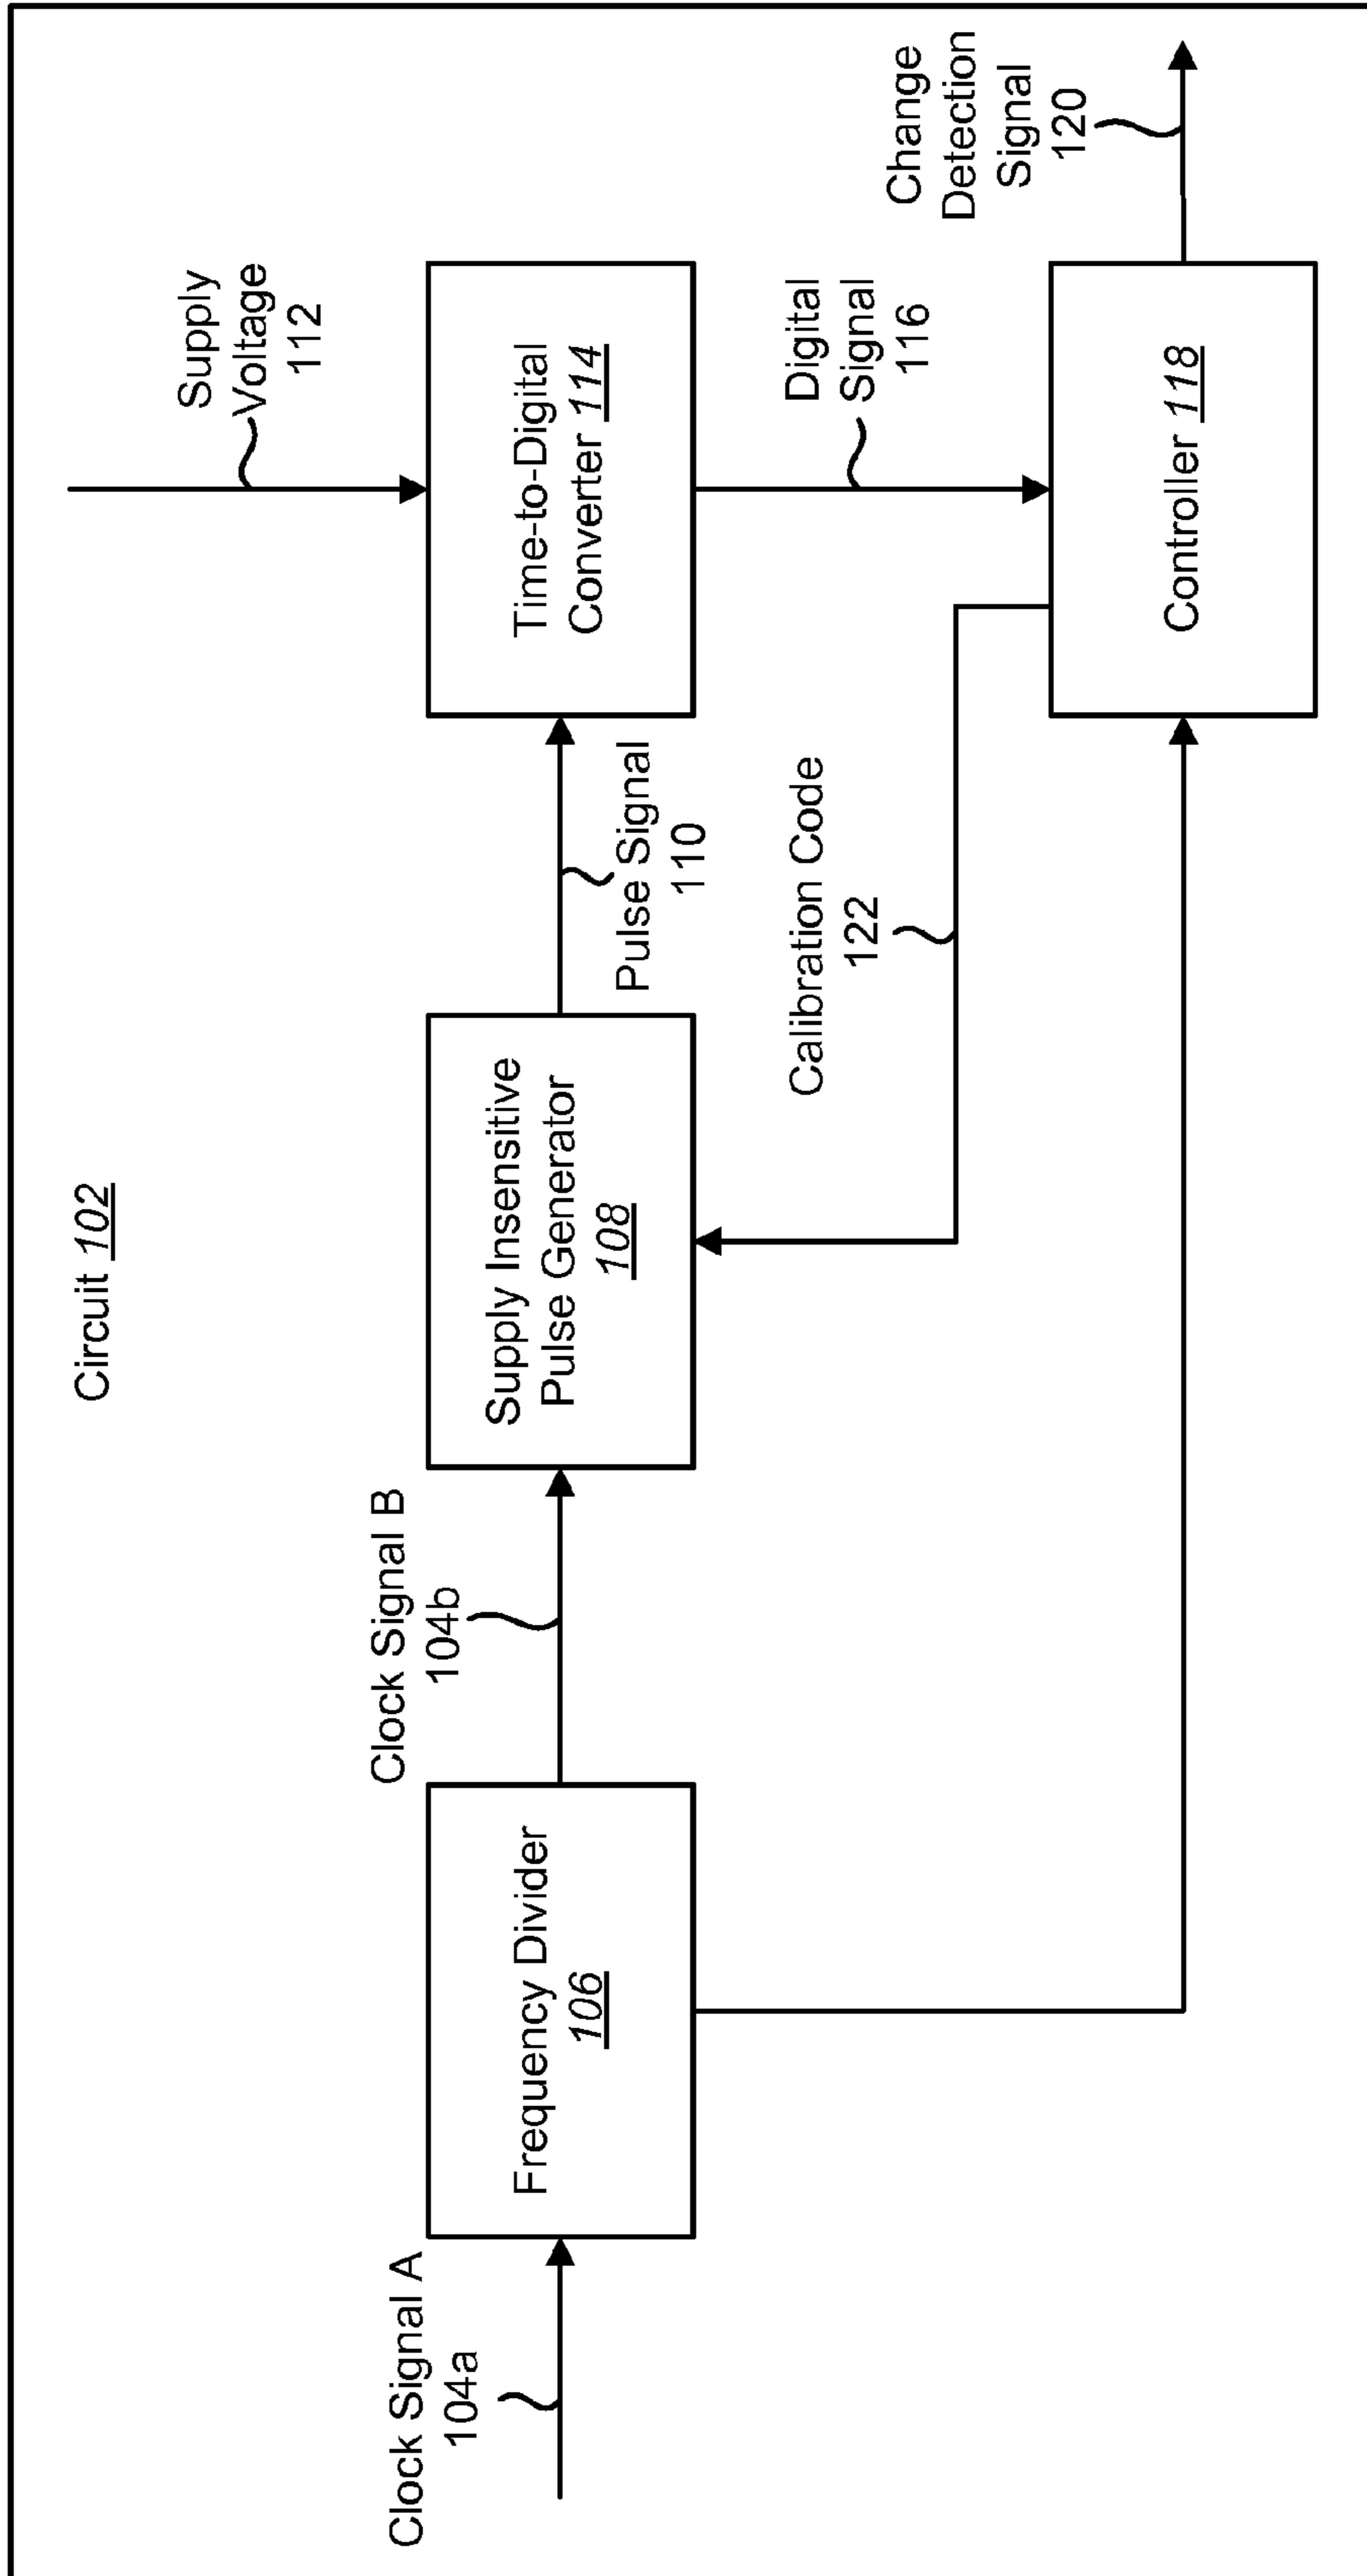 Circuit 102
Clock Signal A
104a
Frequency Divider
106
Clock Signal B
104b
Supply Insensitive
Pulse Generator
108
Pulse Signal
110
Supply
Voltage
112
Time-to-Digital
Converter 114
Digital
Signal
116
Calibration Code
122
Controller 118
Change
Detection
Signal
120